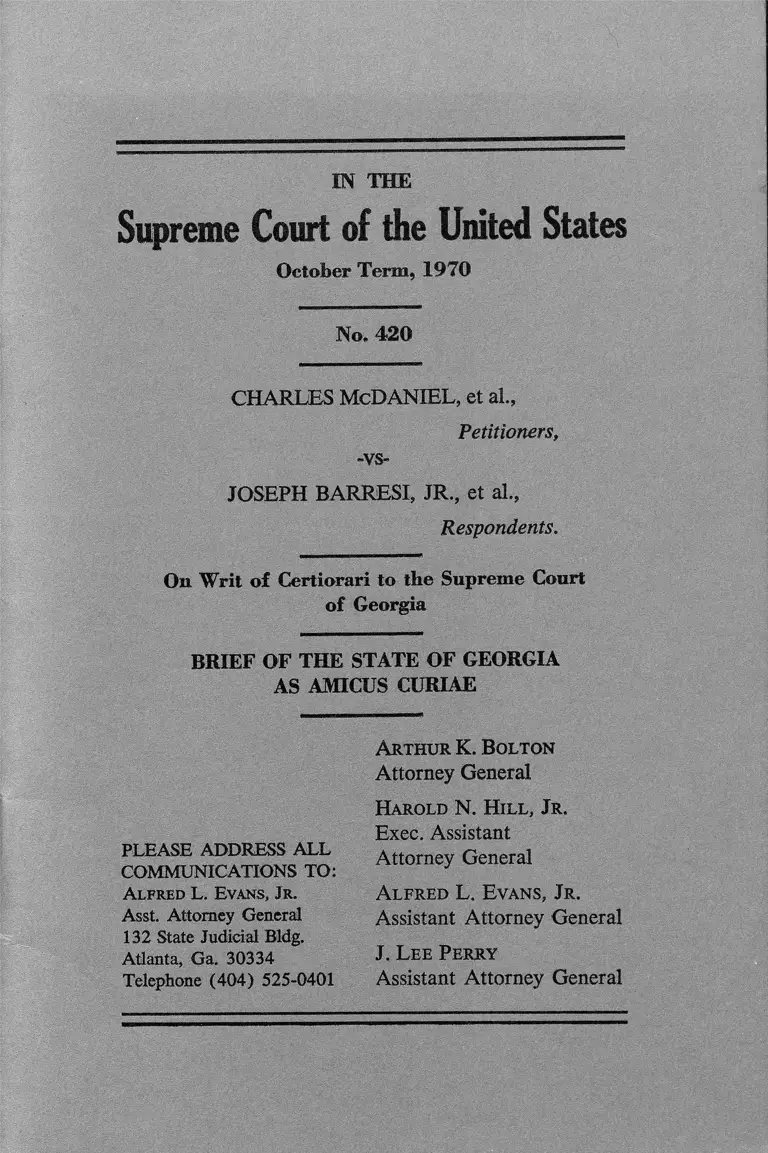 IN THE
Supreme Court of the United States
October Term, 1970
No. 420
CHARLES McDANIEL, et al.,
Petitioners,
-vs-
JOSEPH BARRESI, JR., et al.,
Respondents.
On Writ of Certiorari to the Supreme Court
of Georgia
BRIEF OF THE STATE OF GEORGIA
AS AMICUS CURIAE
PLEASE ADDRESS ALL
COMMUNICATIONS TO:
ALFRED L. EVANS, JR.
Asst. Attorney General
132 State Judicial Bldg.
Atlanta, Ga. 30334
Telephone (404) 525-0401
ARTHUR K. BOLTON
Attorney General
HAROLD N. HILL, JR.
Exec. Assistant
Attorney General
ALFRED L. EVANS, JR.
Assistant Attorney General
J. LEE PERRY
Assistant Attorney General